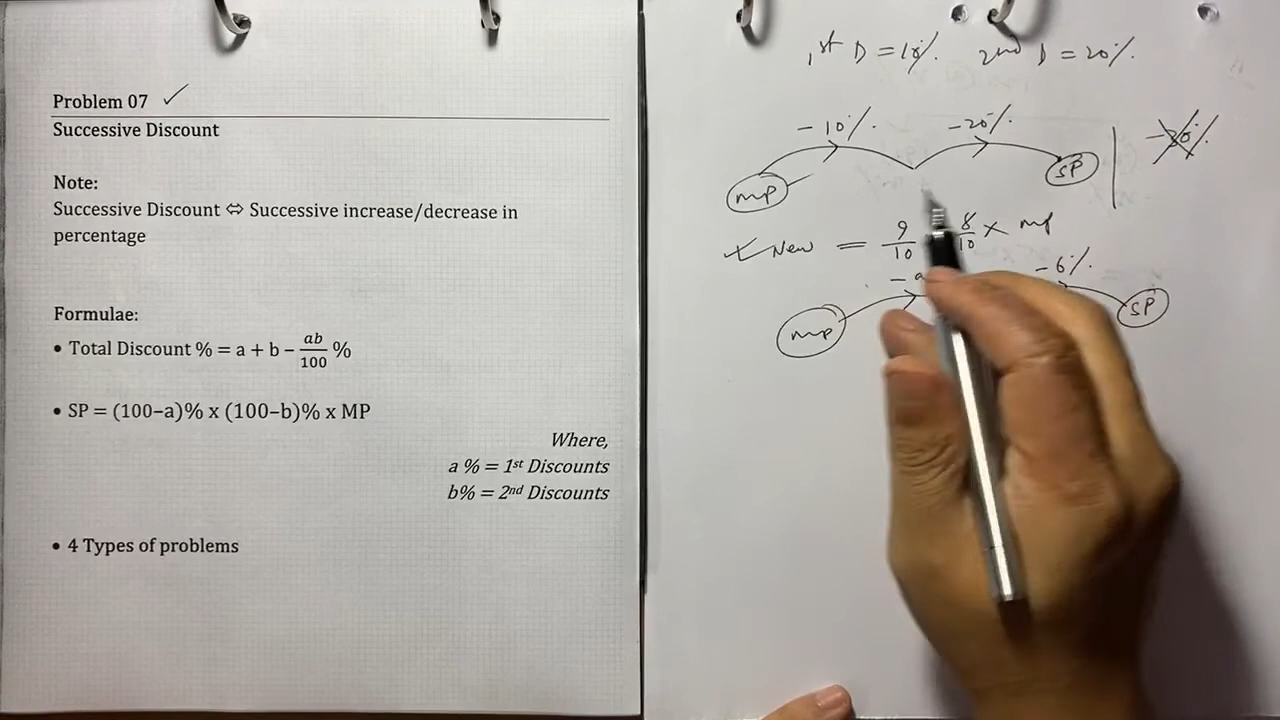 Problem 07 ✓
Successive Discount
Note:
Successive Discount ⇔ Successive increase/decrease in
percentage
Formulae:
• Total Discount % = a + b − ab/100 %
• SP = (100−a)% x (100−b)% x MP
Where,
a % = 1st Discounts
b% = 2nd Discounts
• 4 Types of problems
1st D = 10%. 2nd D = 20%.
−10%. −20%.
MP SP
New = 9/10 8/10 × MP
−a −b%
MP SP